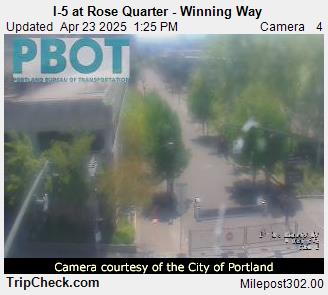 I-5 at Rose Quarter - Winning Way
Updated Apr 23 2025 1:25 PM Camera 4
PBOT
PORTLAND BUREAU OF TRANSPORTATION
Camera courtesy of the City of Portland
TripCheck.com Milepost302.00